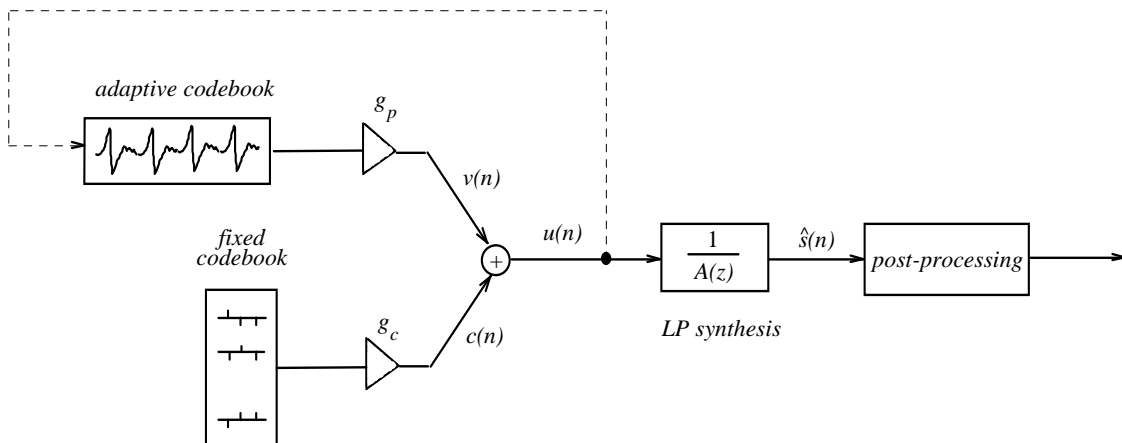 adaptive codebook
g_p
v(n)
fixed
codebook
u(n)
+
1
A(z)
ŝ(n)
post-processing
LP synthesis
g_c
c(n)